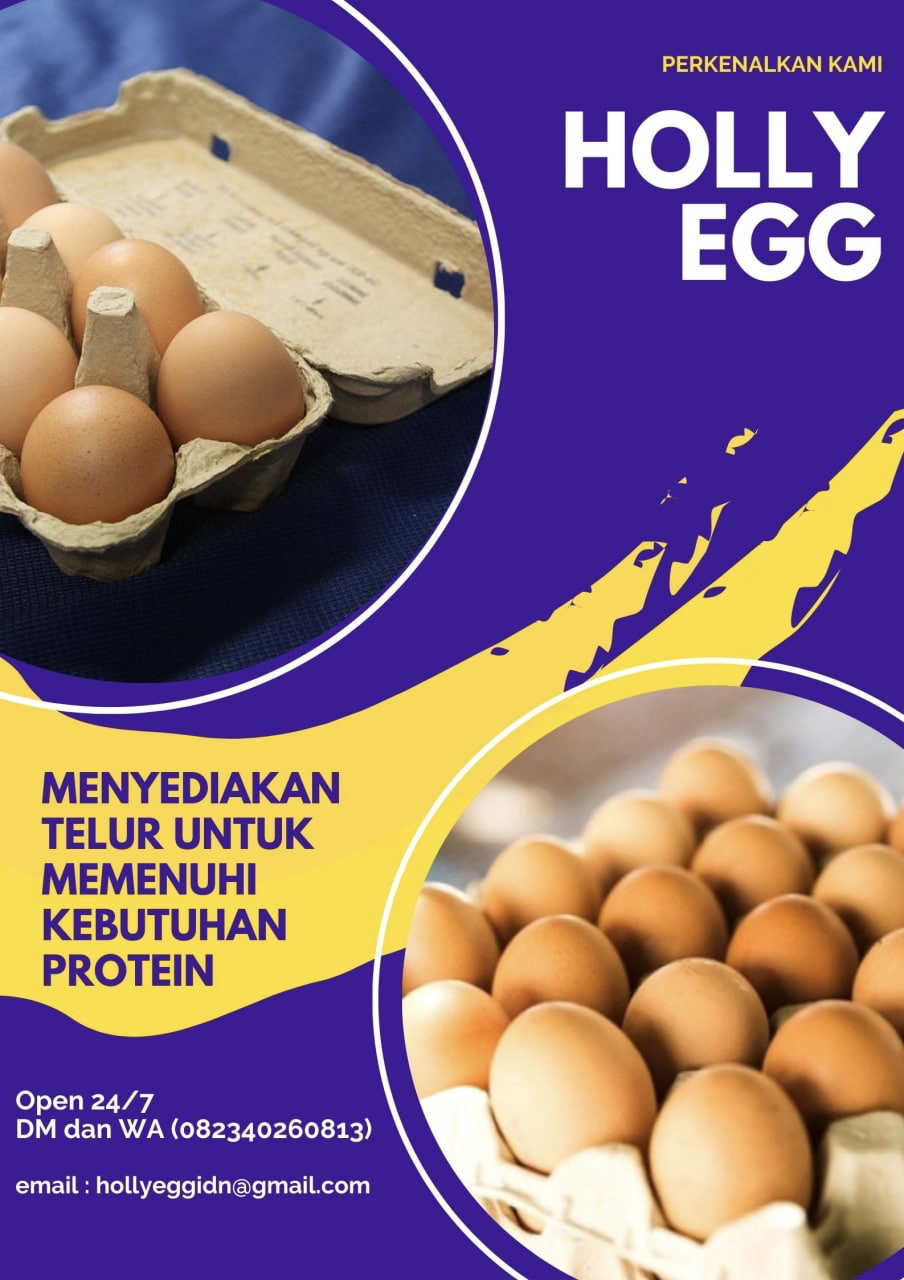 PERKENALKAN KAMI
HOLLY
EGG
MENYEDIAKAN
TELUR UNTUK
MEMENUHI
KEBUTUHAN
PROTEIN
Open 24/7
DM dan WA (082340260813)
email : hollyeggidn@gmail.com